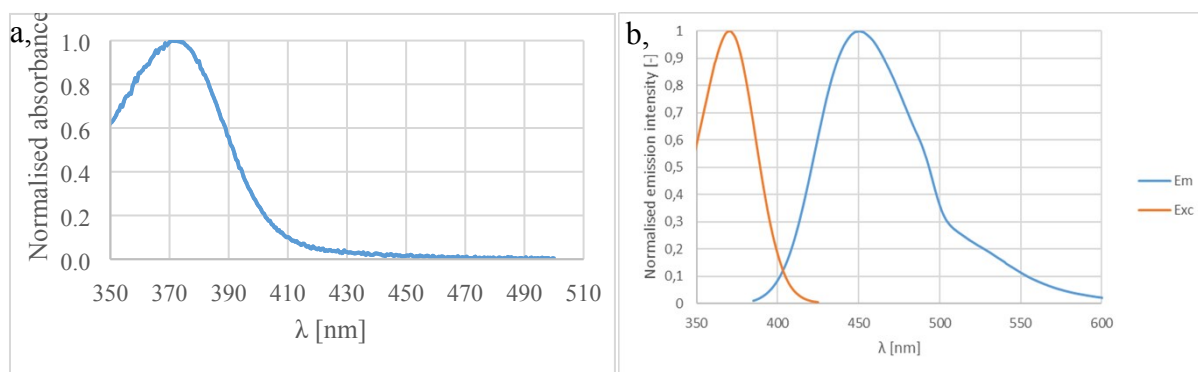 a,
Normalised absorbance
1.0
0.8
0.6
0.4
0.2
0.0
350 370 390 410 430 450 470 490 510
λ [nm]
b,
Normalised emission intensity [-]
1
0,9
0,8
0,7
0,6
0,5
0,4
0,3
0,2
0,1
0
350 400 450 500 550 600
λ [nm]
Em
Exc